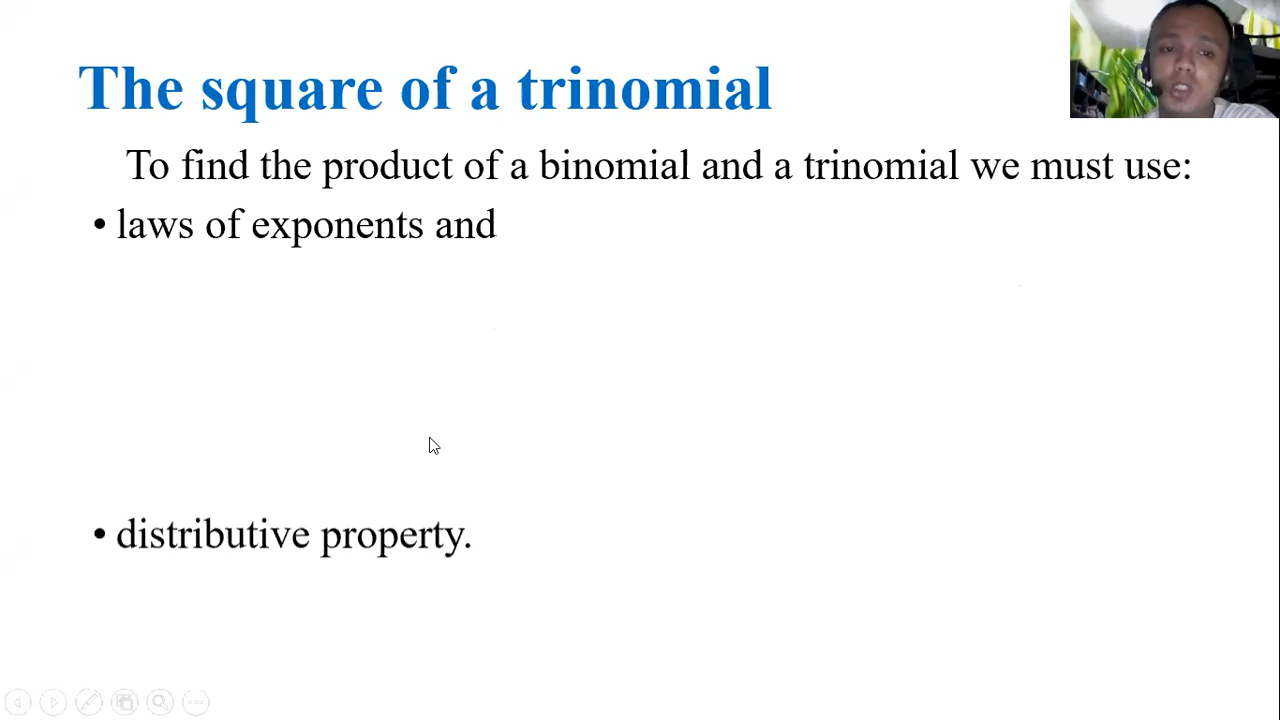 The square of a trinomial
To find the product of a binomial and a trinomial we must use:
• laws of exponents and
• distributive property.